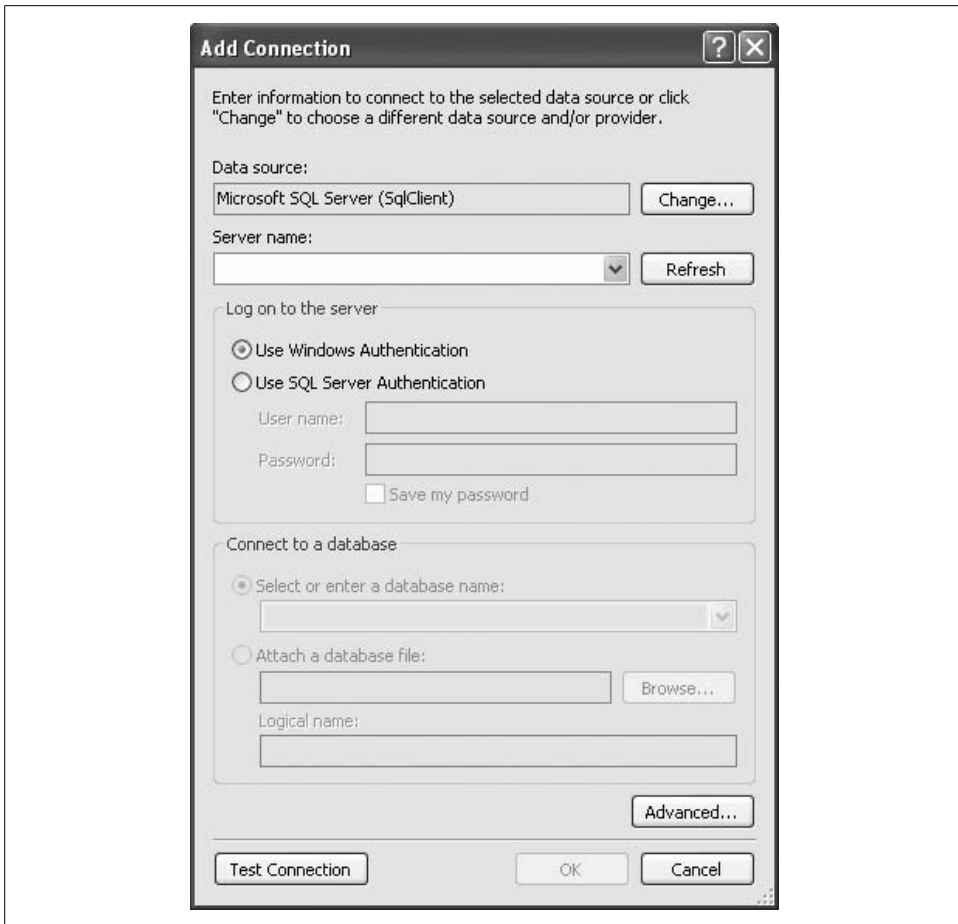 Add Connection
Enter information to connect to the selected data source or click
"Change" to choose a different data source and/or provider.
Data source:
Microsoft SQL Server (SqlClient)
Change...
Server name:
Refresh
Log on to the server
Use Windows Authentication
Use SQL Server Authentication
User name:
Password:
Save my password
Connect to a database
Select or enter a database name:
Attach a database file:
Browse...
Logical name:
Advanced...
Test Connection
OK
Cancel